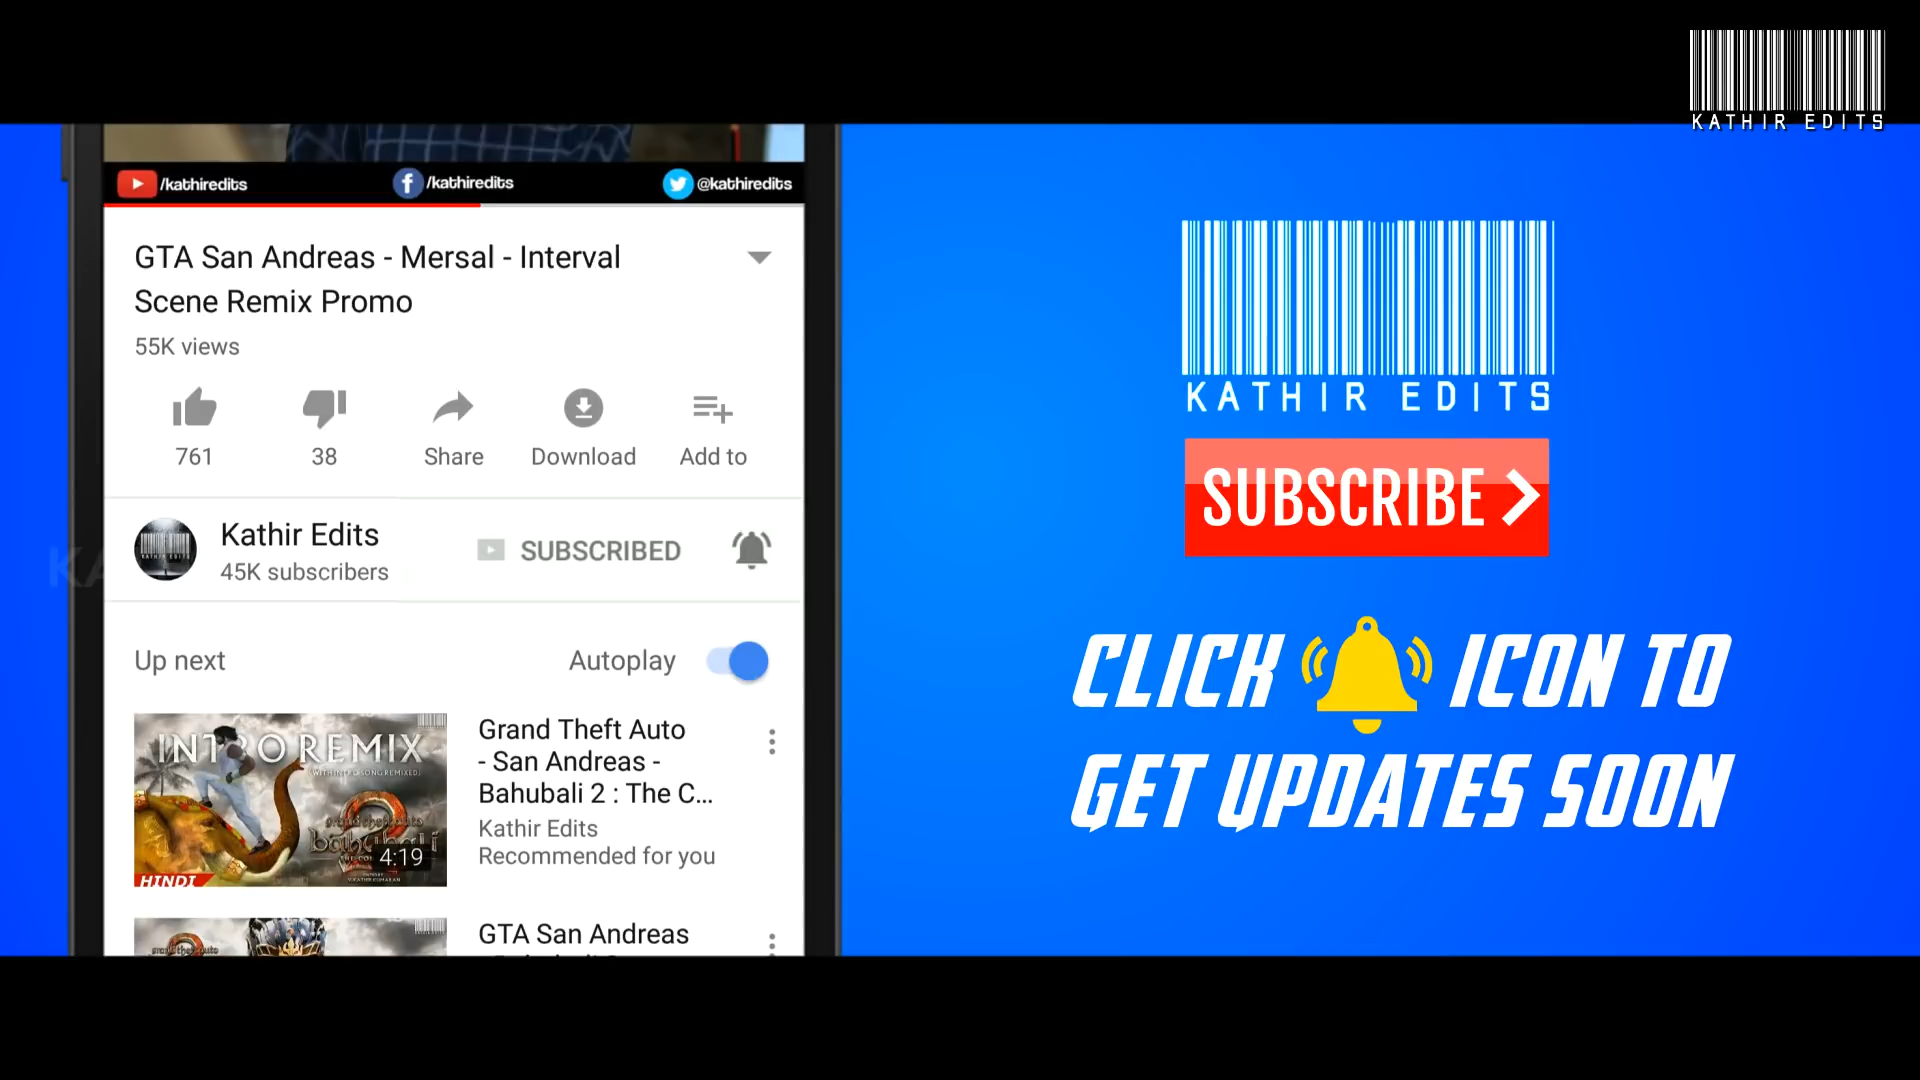 KATHIR EDITS
/kathiredits
/kathiredits
@kathiredits
GTA San Andreas - Mersal - Interval
Scene Remix Promo
55K views
761
38
Share
Download
Add to
Kathir Edits
45K subscribers
SUBSCRIBED
Up next
Autoplay
INTRO REMIX
4:19
HINDI
Grand Theft Auto
- San Andreas -
Bahubali 2 : The C...
Kathir Edits
Recommended for you
GTA San Andreas
KATHIR EDITS
SUBSCRIBE
CLICK ICON TO
GET UPDATES SOON